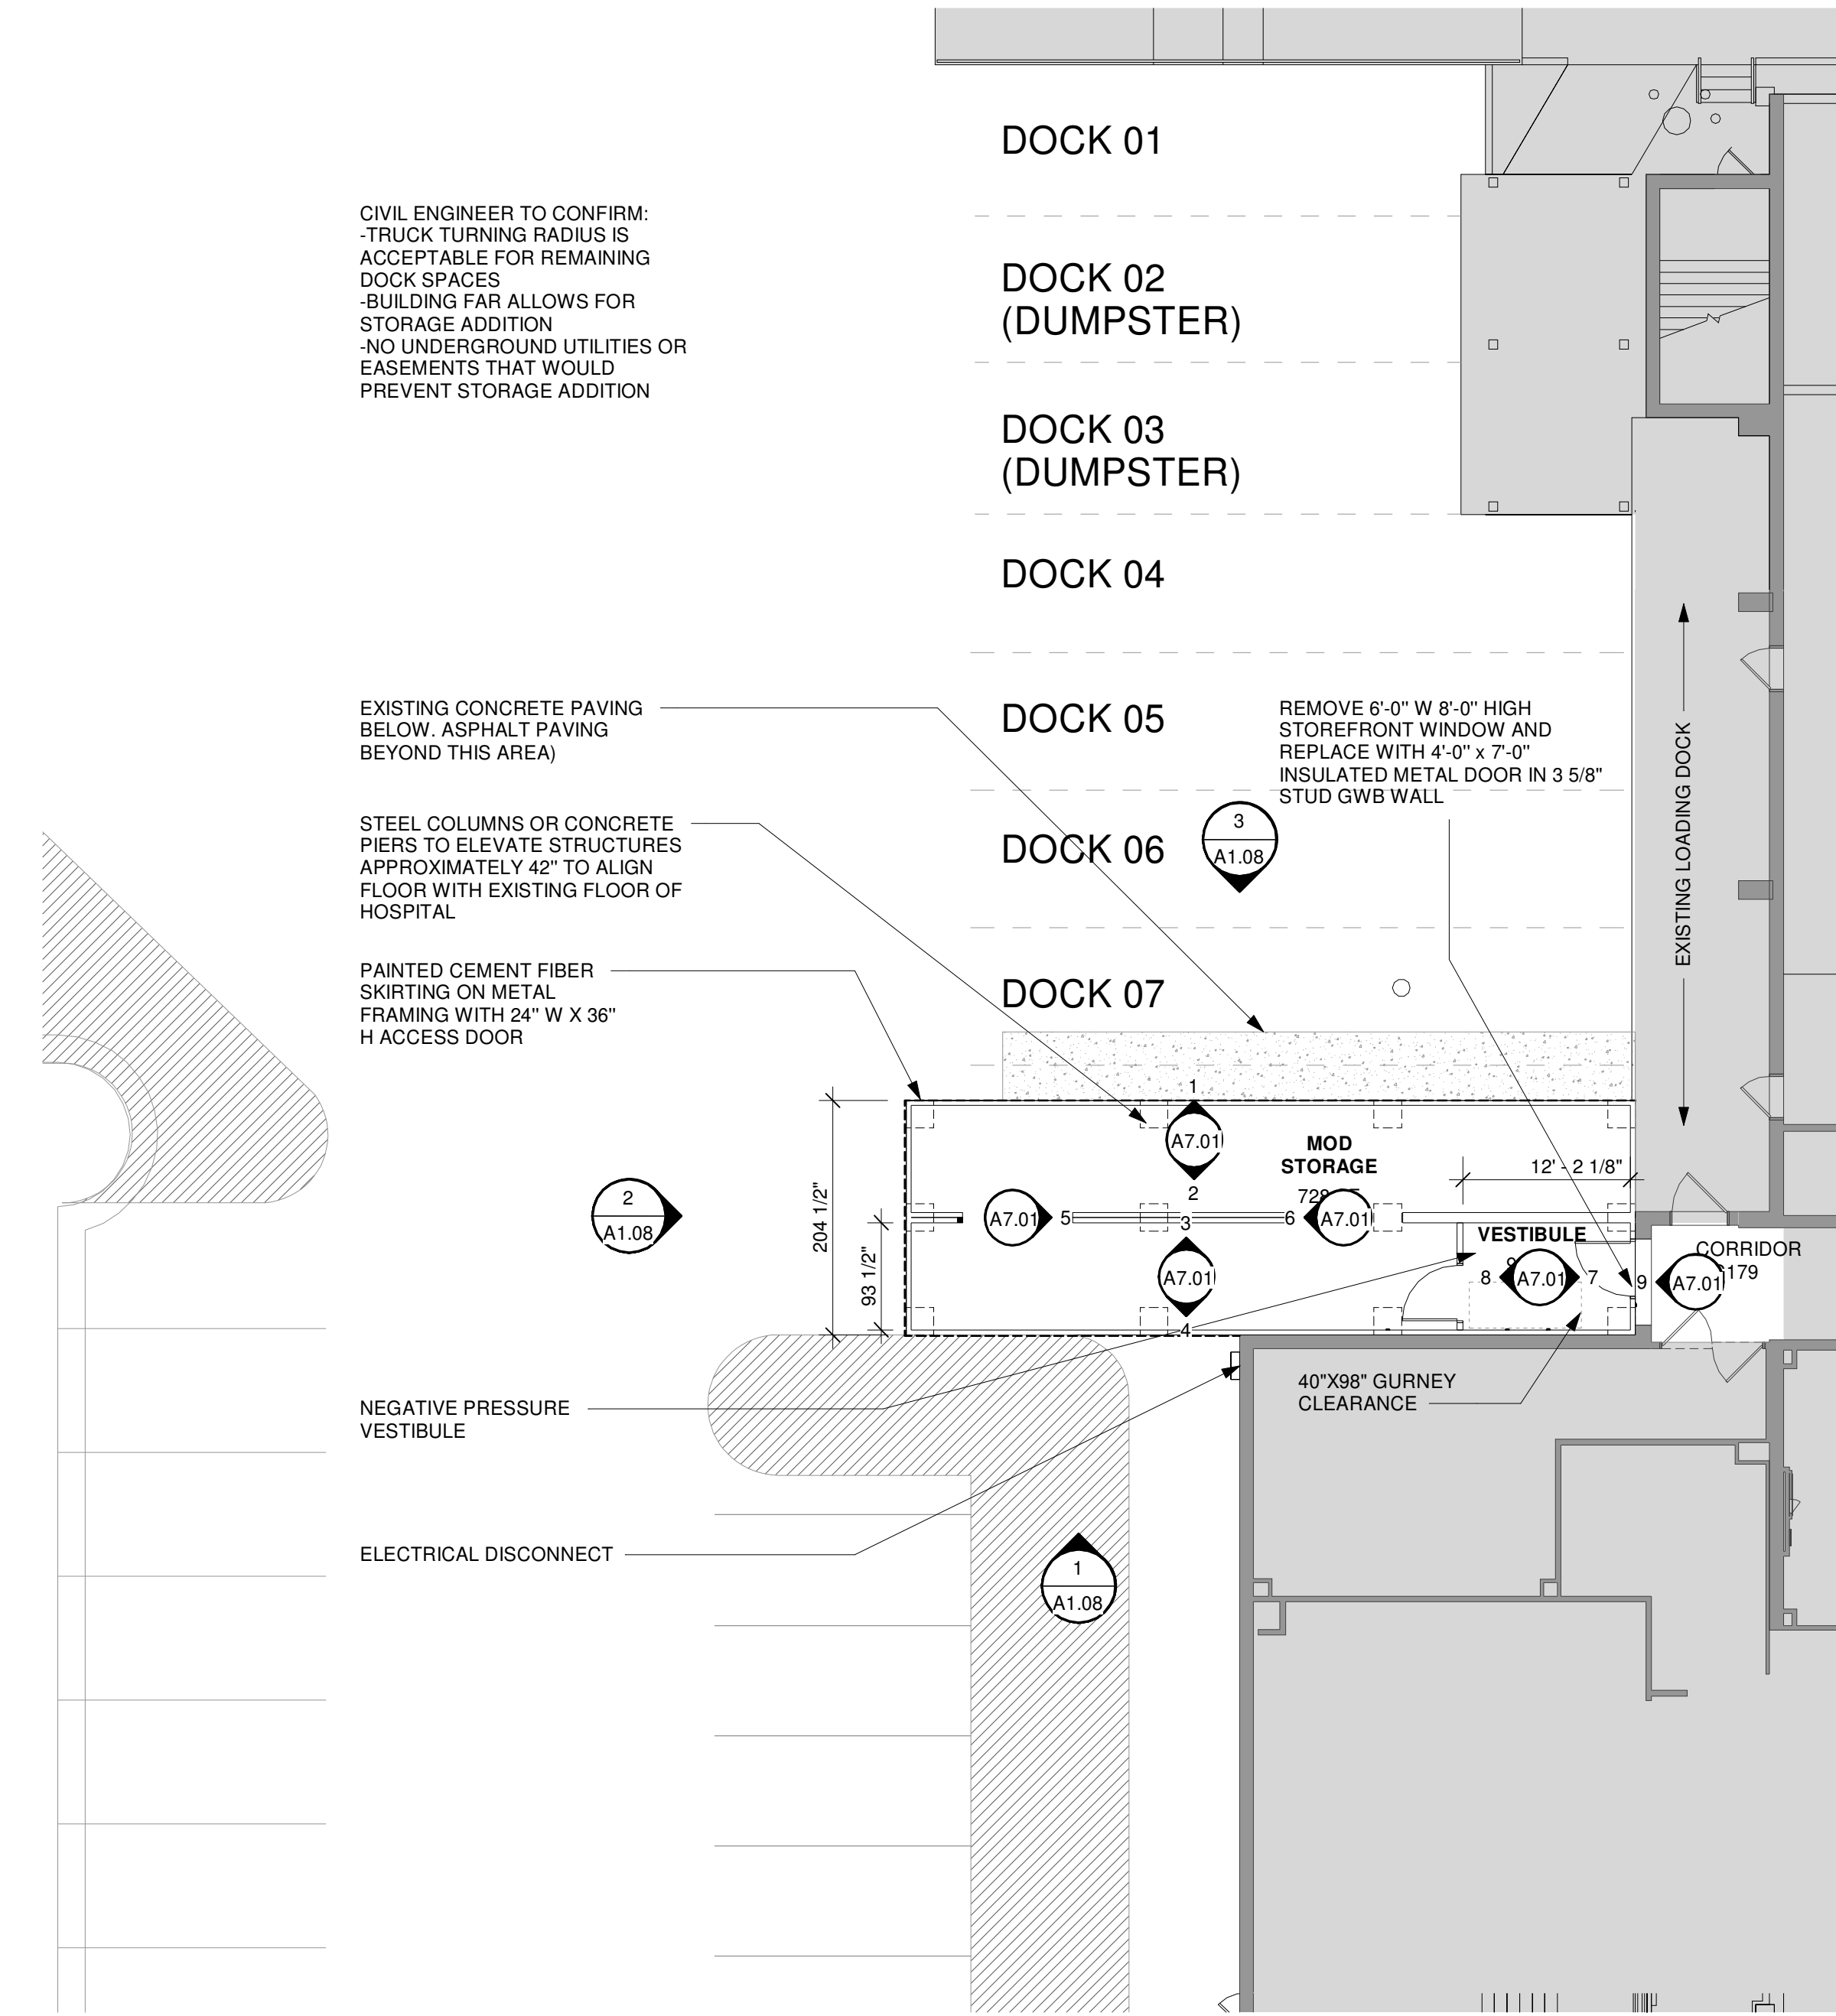 DOCK 01
CIVIL ENGINEER TO CONFIRM:
-TRUCK TURNING RADIUS IS
ACCEPTABLE FOR REMAINING
DOCK SPACES
-BUILDING FAR ALLOWS FOR
STORAGE ADDITION
-NO UNDERGROUND UTILITIES OR
EASEMENTS THAT WOULD
PREVENT STORAGE ADDITION
DOCK 02
(DUMPSTER)
DOCK 03
(DUMPSTER)
DOCK 04
EXISTING CONCRETE PAVING
BELOW. ASPHALT PAVING
BEYOND THIS AREA)
DOCK 05
REMOVE 6'-0" W 8'-0" HIGH
STOREFRONT WINDOW AND
REPLACE WITH 4'-0" x 7'-0"
INSULATED METAL DOOR IN 3 5/8"
STUD GWB WALL
EXISTING LOADING DOCK
STEEL COLUMNS OR CONCRETE
PIERS TO ELEVATE STRUCTURES
APPROXIMATELY 42" TO ALIGN
FLOOR WITH EXISTING FLOOR OF
HOSPITAL
DOCK 06
3
A1.08
PAINTED CEMENT FIBER
SKIRTING ON METAL
FRAMING WITH 24" W X 36"
H ACCESS DOOR
DOCK 07
1
A7.01
2
MOD
STORAGE
12' - 2 1/8"
204 1/2"
93 1/2"
2
A1.08
A7.01
5
3
6
A7.01
VESTIBULE
A7.01
4
8
A7.01
7
9
A7.01
CORRIDOR
40"X98" GURNEY
CLEARANCE
NEGATIVE PRESSURE
VESTIBULE
ELECTRICAL DISCONNECT
1
A1.08